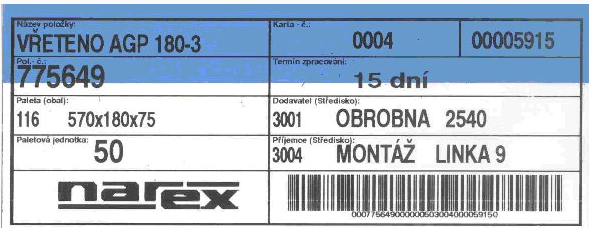 Název položky: Karta - č.:
VŘETENO AGP 180-3 0004 00005915
Pol.- č.: Termín zpracování:
775649 15 dní
Paleta (obal): Dodavatel (Středisko):
116 570x180x75 3001 OBROBNA 2540
Paletová jednotka: Příjemce (Středisko):
50 3004 MONTÁŽ LINKA 9
narex